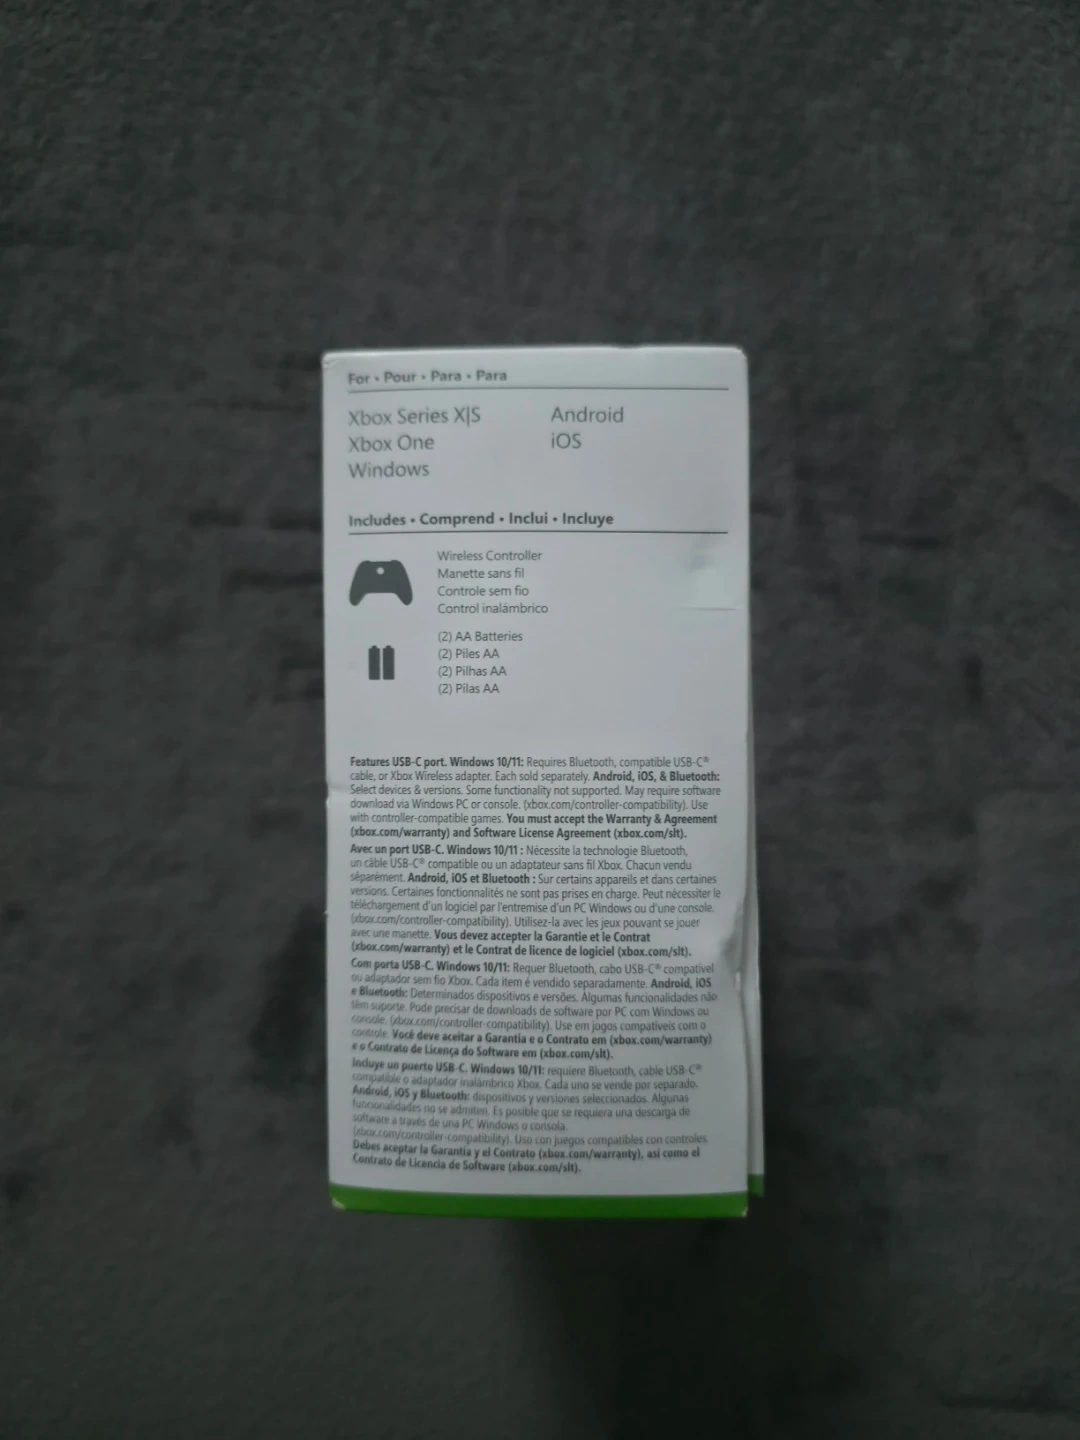 For • Pour • Para • Para
Xbox Series X|S
Xbox One
Windows
Android
iOS
Includes • Comprend • Inclui • Incluye
Wireless Controller
Manette sans fil
Controle sem fio
Control inalámbrico
(2) AA Batteries
(2) Piles AA
(2) Pilhas AA
(2) Pilas AA
Features USB-C port. Windows 10/11: Requires Bluetooth, compatible USB-C®
cable, or Xbox Wireless adapter. Each sold separately. Android, iOS, & Bluetooth:
Select devices & versions. Some functionality not supported. May require software
download via Windows PC or console. (xbox.com/controller-compatibility). Use
with controller-compatible games. You must accept the Warranty & Agreement
(xbox.com/warranty) and Software License Agreement (xbox.com/slt).
Avec un port USB-C. Windows 10/11 : Nécessite la technologie Bluetooth,
un câble USB-C® compatible ou un adaptateur sans fil Xbox. Chacun vendu
séparément. Android, iOS et Bluetooth : Sur certains appareils et dans certaines
versions. Certaines fonctionnalités ne sont pas prises en charge. Peut nécessiter le
téléchargement d'un logiciel par l'entremise d'un PC Windows ou d'une console.
(xbox.com/controller-compatibility). Utilisez-la avec les jeux pouvant se jouer
avec une manette. Vous devez accepter la Garantie et le Contrat
(xbox.com/warranty) et le Contrat de licence de logiciel (xbox.com/slt).
Com porta USB-C. Windows 10/11: Requer Bluetooth, cabo USB-C® compatível
ou adaptador sem fio Xbox. Cada item é vendido separadamente. Android, iOS
e Bluetooth: Determinados dispositivos e versões. Algumas funcionalidades não
têm suporte. Pode precisar de downloads de software por PC com Windows ou
console. (xbox.com/controller-compatibility). Use em jogos compatíveis com o
controle. Você deve aceitar a Garantia e o Contrato em (xbox.com/warranty)
e o Contrato de Licença do Software em (xbox.com/slt).
Incluye un puerto USB-C. Windows 10/11: requiere Bluetooth, cable USB-C®
compatible o adaptador inalámbrico Xbox. Cada uno se vende por separado.
Android, iOS y Bluetooth: dispositivos y versiones seleccionados. Algunas
funcionalidades no se admiten. Es posible que se requiera una descarga de
software a través de una PC Windows o consola.
(xbox.com/controller-compatibility). Uso con juegos compatibles con controles.
Debes aceptar la Garantía y el Contrato (xbox.com/warranty), así como el
Contrato de Licencia de Software (xbox.com/slt).